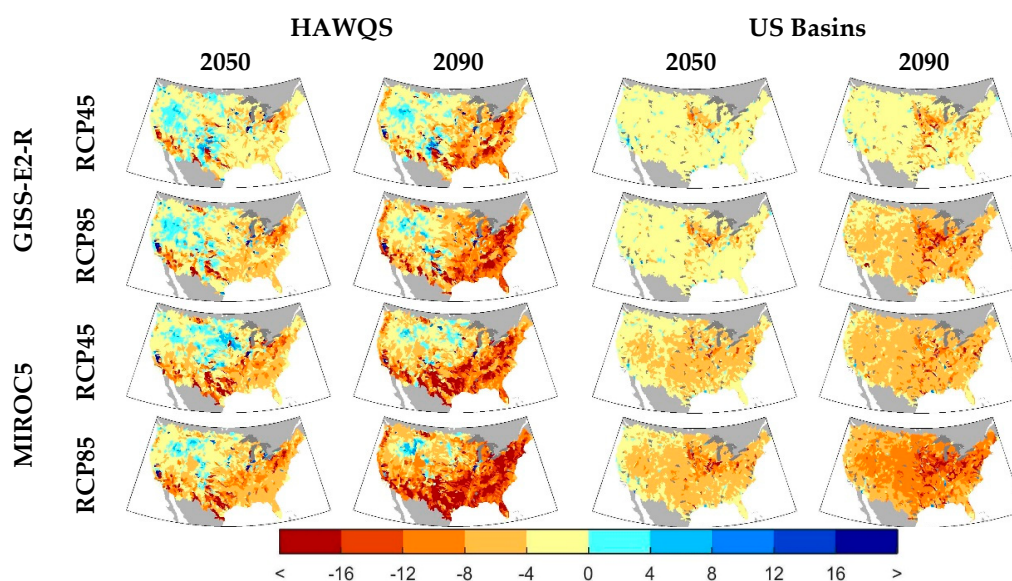 HAWQS US Basins
2050 2090 2050 2090
GISS-E2-R
RCP45
RCP85
MIROC5
RCP45
RCP85
< -16 -12 -8 -4 0 4 8 12 16 >